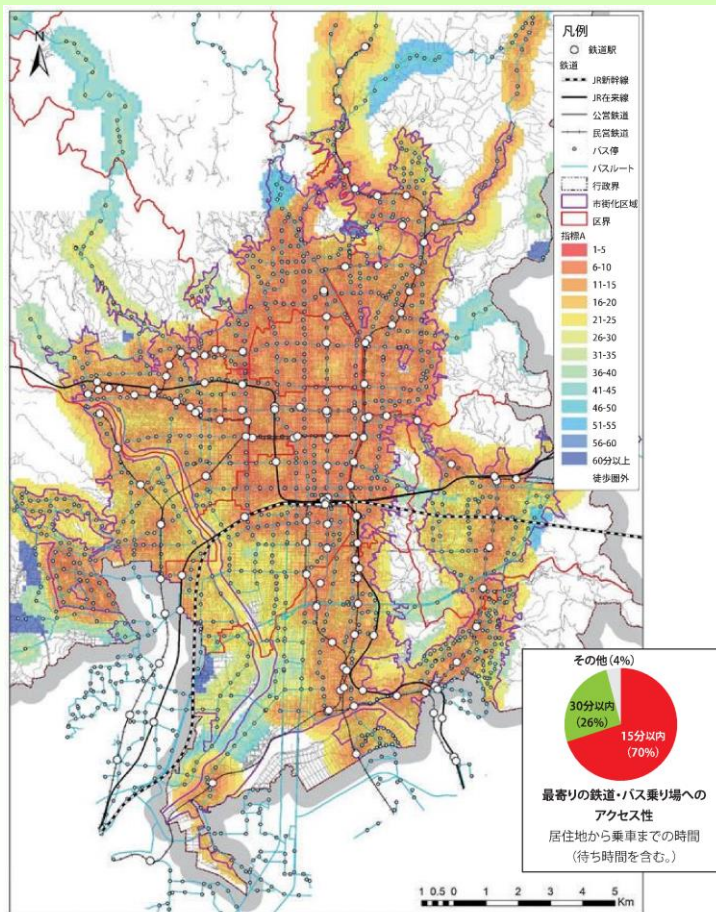 N
凡例
鉄道駅
鉄道
JR新幹線
JR在来線
公営鉄道
民営鉄道
バス停
バスルート
行政界
市街化区域
区界
指標A
1-5
6-10
11-15
16-20
21-25
26-30
31-35
36-40
41-45
46-50
51-55
56-60
60分以上
徒歩圏外
その他(4%)
30分以内
(26%)
15分以内
(70%)
最寄りの鉄道・バス乗り場への
アクセス性
居住地から乗車までの時間
(待ち時間を含む。)
1 0.5 0 1 2 3 4 5
Km